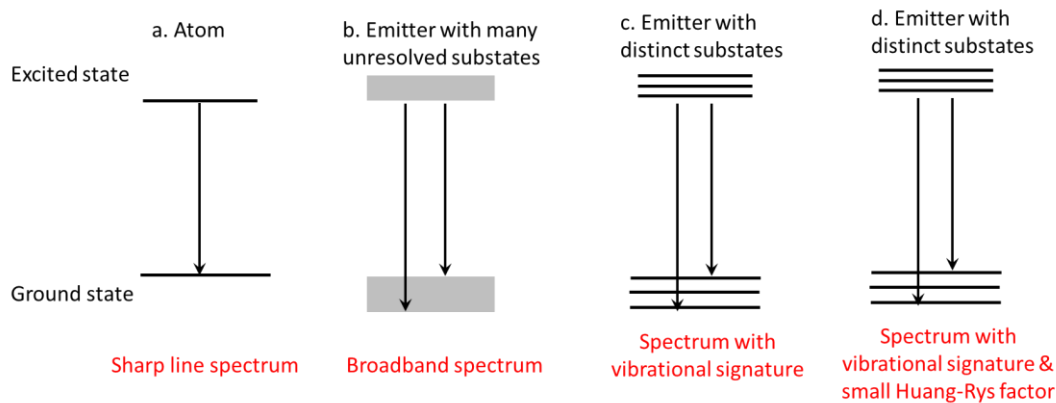 a. Atom
b. Emitter with many
unresolved substates
c. Emitter with
distinct substates
d. Emitter with
distinct substates
Excited state
Ground state
Sharp line spectrum
Broadband spectrum
Spectrum with
vibrational signature
Spectrum with
vibrational signature &
small Huang-Rys factor